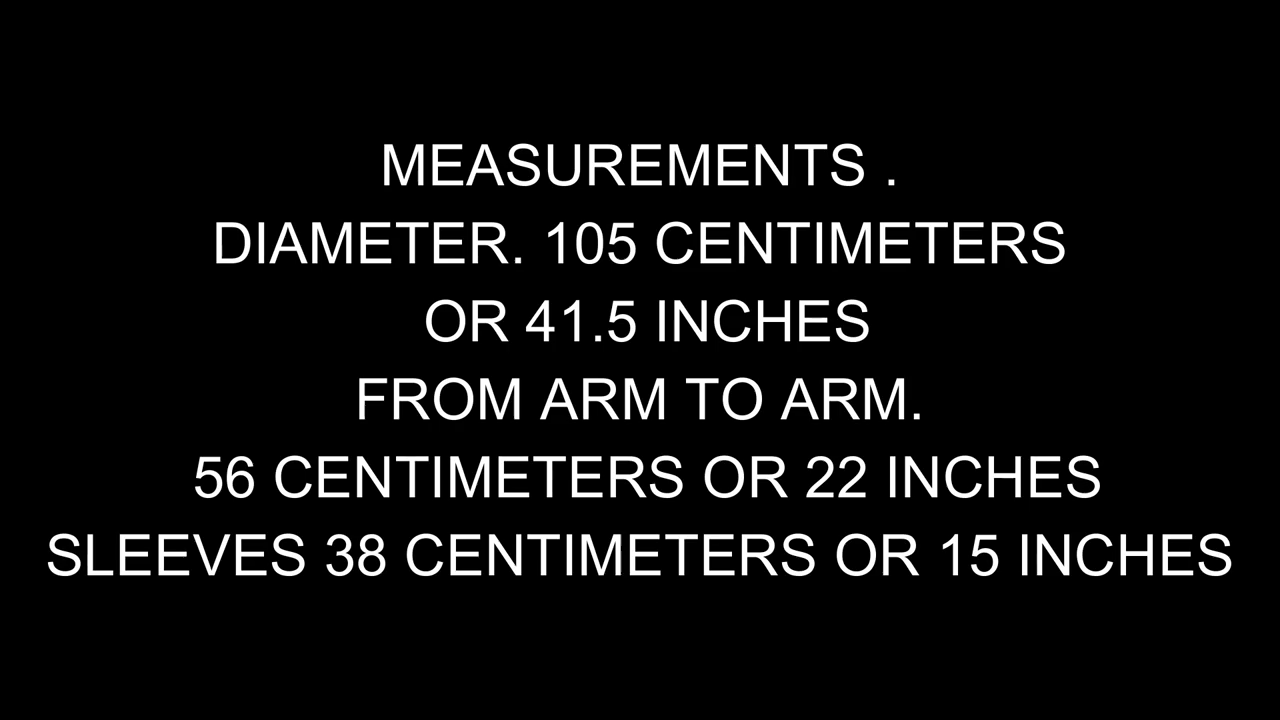 MEASUREMENTS .
DIAMETER. 105 CENTIMETERS
OR 41.5 INCHES
FROM ARM TO ARM.
56 CENTIMETERS OR 22 INCHES
SLEEVES 38 CENTIMETERS OR 15 INCHES